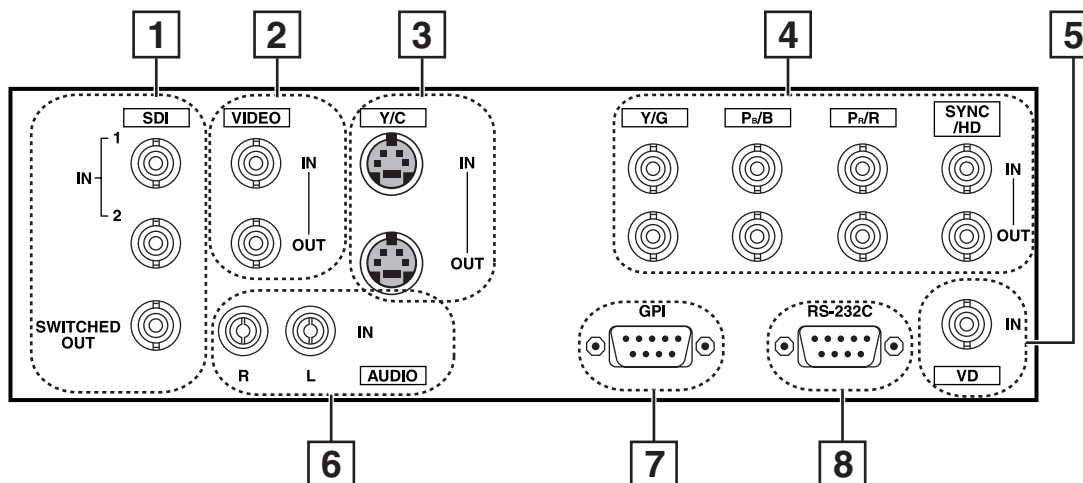 1
2
3
4
5
SDI
VIDEO
Y/C
Y/G
PB/B
PR/R
SYNC
/HD
1
IN
2
IN
OUT
IN
OUT
IN
OUT
SWITCHED
OUT
R
L
IN
AUDIO
GPI
RS-232C
IN
VD
6
7
8